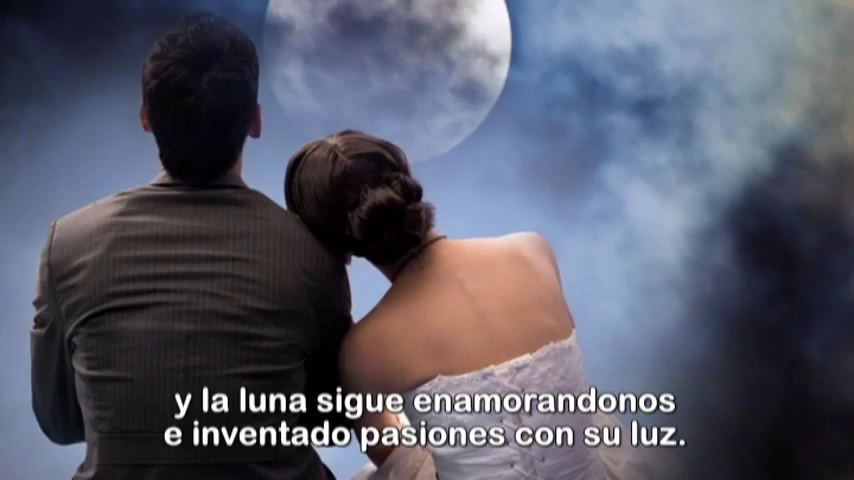 y la luna sigue enamorandonos
e inventado pasiones con su luz.